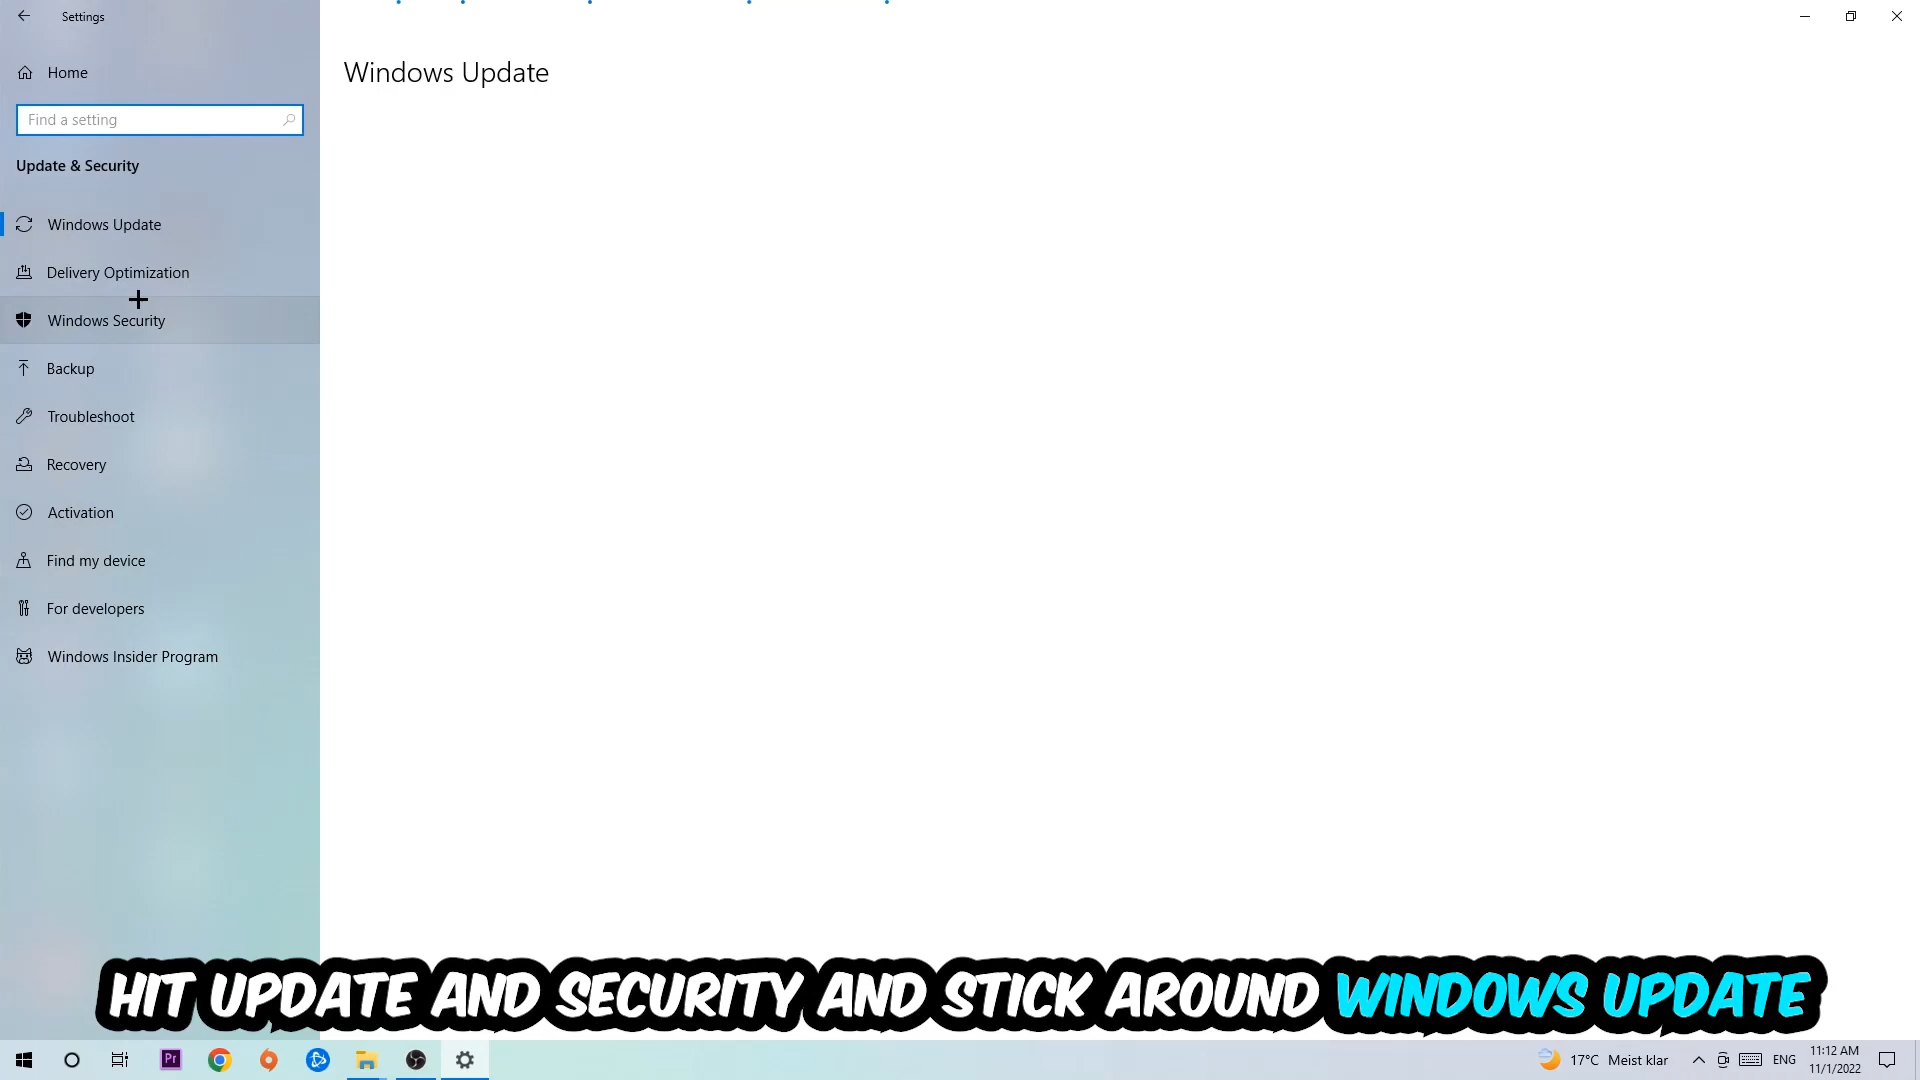 Settings
Home
Find a setting
Update & Security
Windows Update
Delivery Optimization
Windows Security
Backup
Troubleshoot
Recovery
Activation
Find my device
For developers
Windows Insider Program
Windows Update
HIT UPDATE AND SECURITY AND STICK AROUND WINDOWS UPDATE
Pr
17°C Meist klar
ENG
11:12 AM
11/1/2022